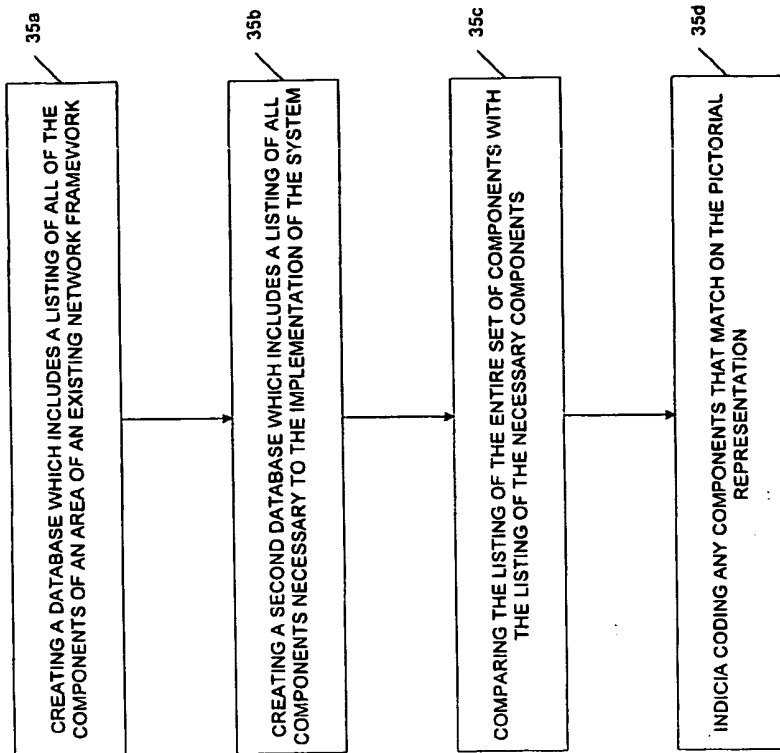 35a
CREATING A DATABASE WHICH INCLUDES A LISTING OF ALL OF THE
COMPONENTS OF AN AREA OF AN EXISTING NETWORK FRAMEWORK
35b
CREATING A SECOND DATABASE WHICH INCLUDES A LISTING OF ALL
COMPONENTS NECESSARY TO THE IMPLEMENTATION OF THE SYSTEM
35c
COMPARING THE LISTING OF THE ENTIRE SET OF COMPONENTS WITH
THE LISTING OF THE NECESSARY COMPONENTS
35d
INDICIA CODING ANY COMPONENTS THAT MATCH ON THE PICTORIAL
REPRESENTATION